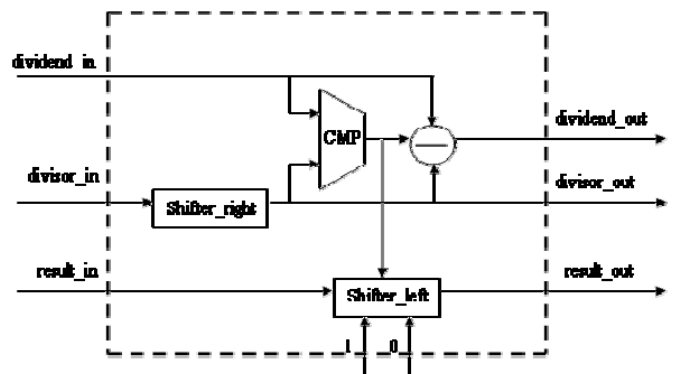 dividend_in
dividend_out
CMP
divisor_in
divisor_out
Shifter_right
result_in
result_out
Shifter_left
1 0